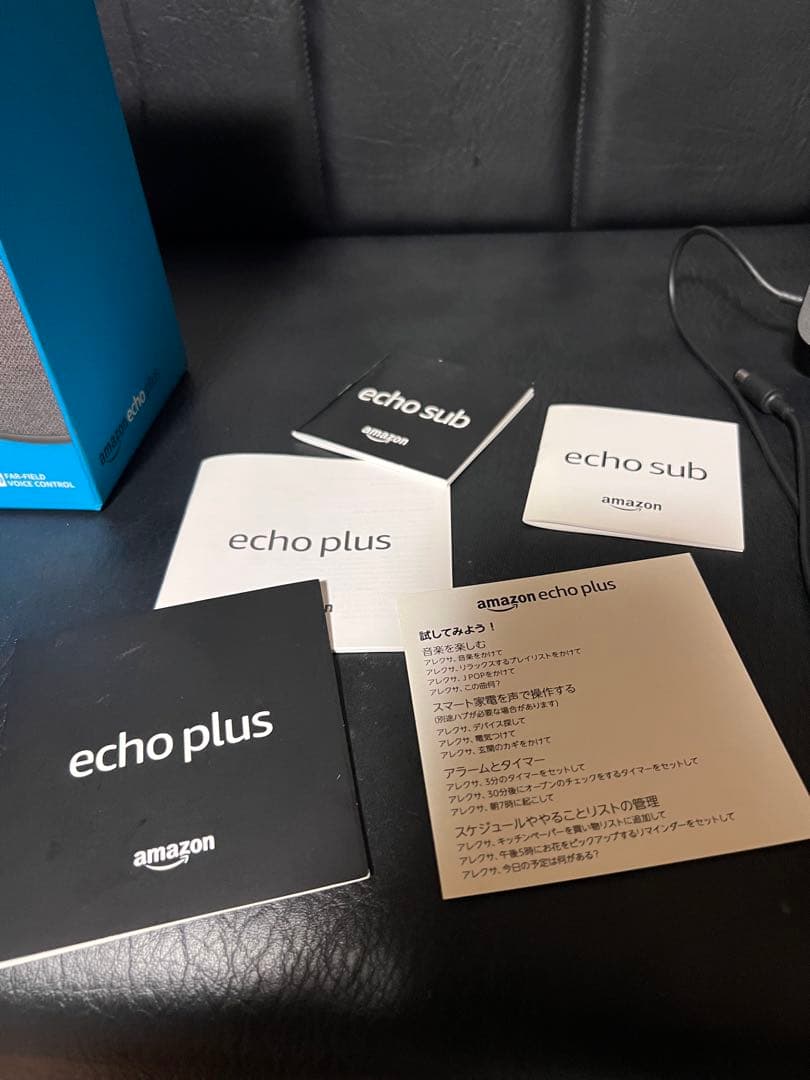 FAR-FIELD
VOICE CONTROL
amazon echo plus
echo sub
amazon
echo sub
amazon
echo plus
echo plus
amazon
amazon echo plus
試してみよう！
音楽を楽しむ
アレクサ、音楽をかけて
アレクサ、リラックスするプレイリストをかけて
アレクサ、J POPをかけて
アレクサ、この曲何?
スマート家電を声で操作する
(別途ハブが必要な場合があります)
アレクサ、デバイス探して
アレクサ、電気つけて
アレクサ、玄関のカギをかけて
アラームとタイマー
アレクサ、3分のタイマーをセットして
アレクサ、30分後にオーブンのチェックをするタイマーをセットして
アレクサ、朝7時に起こして
スケジュールややることリストの管理
アレクサ、キッチンペーパーを買い物リストに追加して
アレクサ、午後5時にお花をピックアップするリマインダーをセットして
アレクサ、今日の予定は何がある?